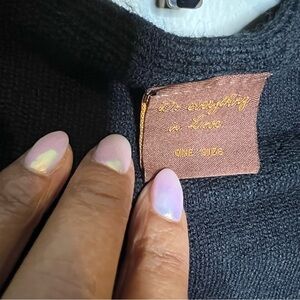 Do everything
in Love
ONE SIZE